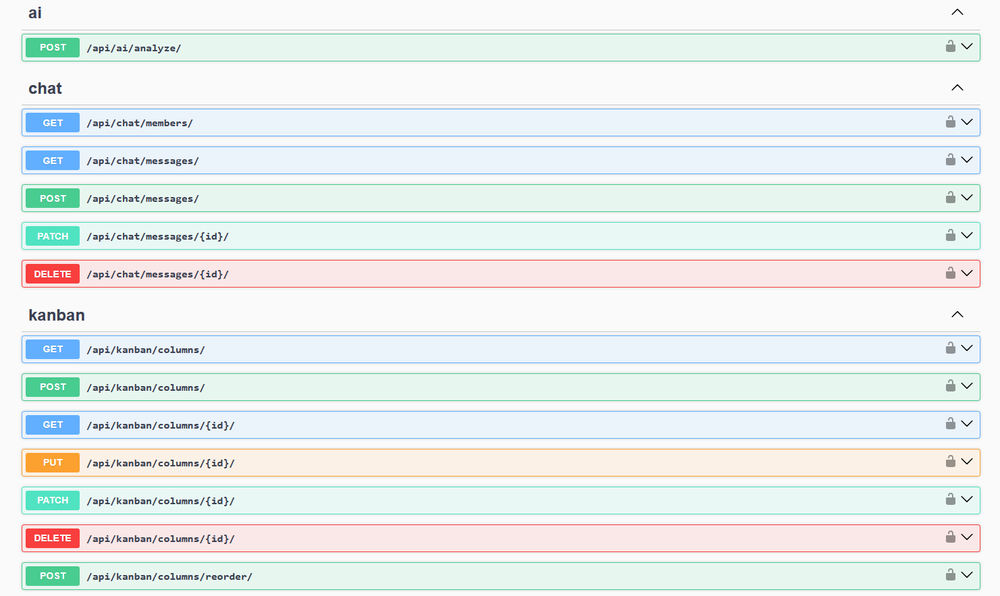 ai
POST /api/ai/analyze/
chat
GET /api/chat/members/
GET /api/chat/messages/
POST /api/chat/messages/
PATCH /api/chat/messages/{id}/
DELETE /api/chat/messages/{id}/
kanban
GET /api/kanban/columns/
POST /api/kanban/columns/
GET /api/kanban/columns/{id}/
PUT /api/kanban/columns/{id}/
PATCH /api/kanban/columns/{id}/
DELETE /api/kanban/columns/{id}/
POST /api/kanban/columns/reorder/